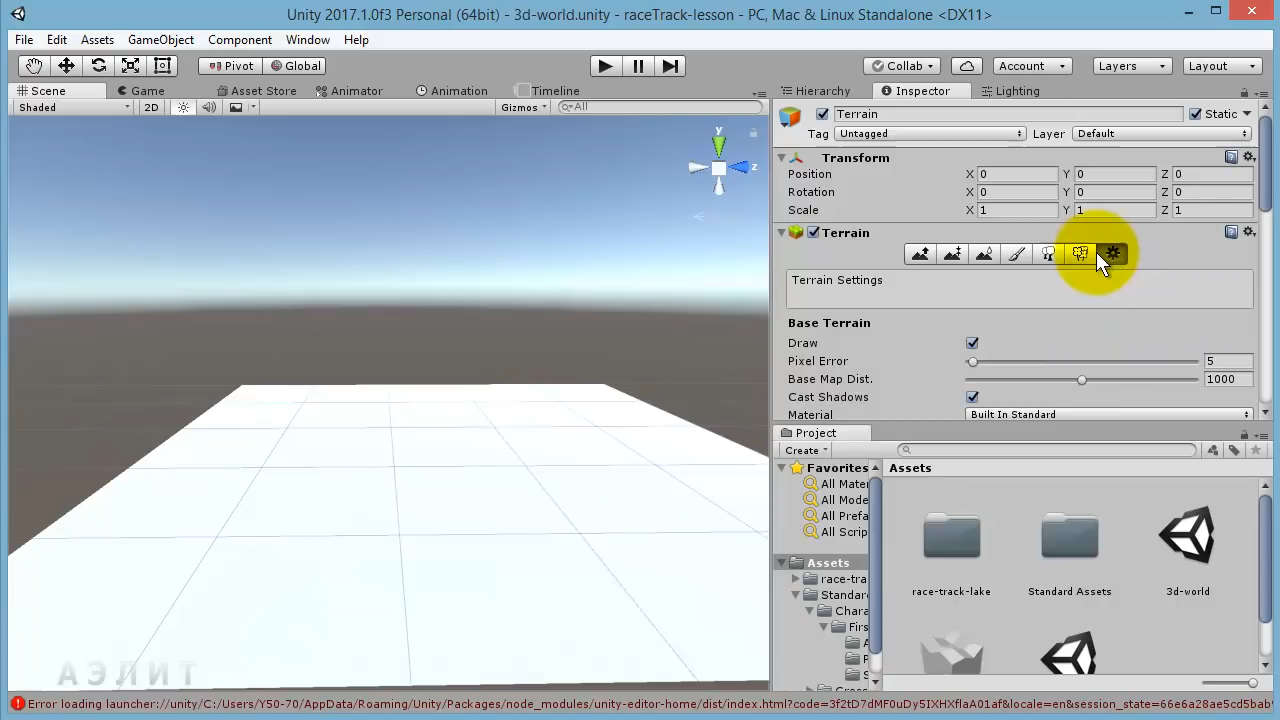 Unity 2017.1.0f3 Personal (64bit) - 3d-world.unity - raceTrack-lesson - PC, Mac & Linux Standalone <DX11>
File Edit Assets GameObject Component Window Help
Pivot Global Collab Account Layers Layout
Scene Game Asset Store Animator Animation Timeline
Shaded 2D Gizmos All
y
z
Hierarchy Inspector Lighting
Terrain Static
Tag Untagged Layer Default
Transform
Position X 0 Y 0 Z 0
Rotation X 0 Y 0 Z 0
Scale X 1 Y 1 Z 1
Terrain
Terrain Settings
Base Terrain
Draw
Pixel Error 5
Base Map Dist. 1000
Cast Shadows
Material Built In Standard
Project
Create
Favorites
All Mater
All Mode
All Prefa
All Scrip
Assets
race-tra
Standar
Chara
Firs
Assets
race-track-lake Standard Assets 3d-world
АЭЛИТ
Error loading launcher://unity/C:/Users/Y50-70/AppData/Roaming/Unity/Packages/node_modules/unity-editor-home/dist/index.html?code=3f2tD7dMF0uDy5IXHXflaA01af&locale=en&session_state=66e6a28ae5cd5bab